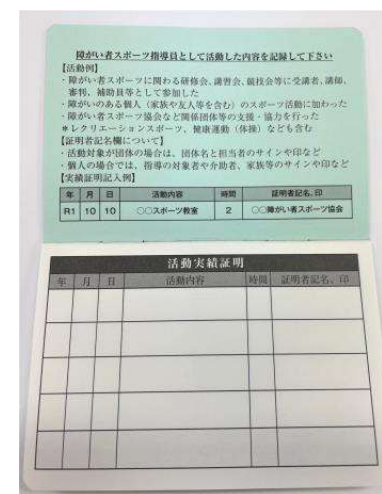 障がい者スポーツ指導員として活動した内容を記録して下さい
【活動例】
・障がい者スポーツに関わる研修会、講習会、競技会等に受講者、講師、
審判、補助員等として参加した
・障がいのある個人（家族や友人等を含む）のスポーツ活動に加わった
・障がい者スポーツ協会など関係団体等の支援・協力を行った
＊レクリエーションスポーツ、健康運動（体操）なども含む
【証明者記名欄について】
・活動対象が団体の場合は、団体名と担当者のサインや印など
・個人の場合では、指導の対象者や介助者、家族等のサインや印など
【実績証明記入例】
年 月 日 活動内容 時間 証明者記名、印
R1 10 10 ○○スポーツ教室 2 ○○障がい者スポーツ協会
活動実績証明
年 月 日 活動内容 時間 証明者記名、印